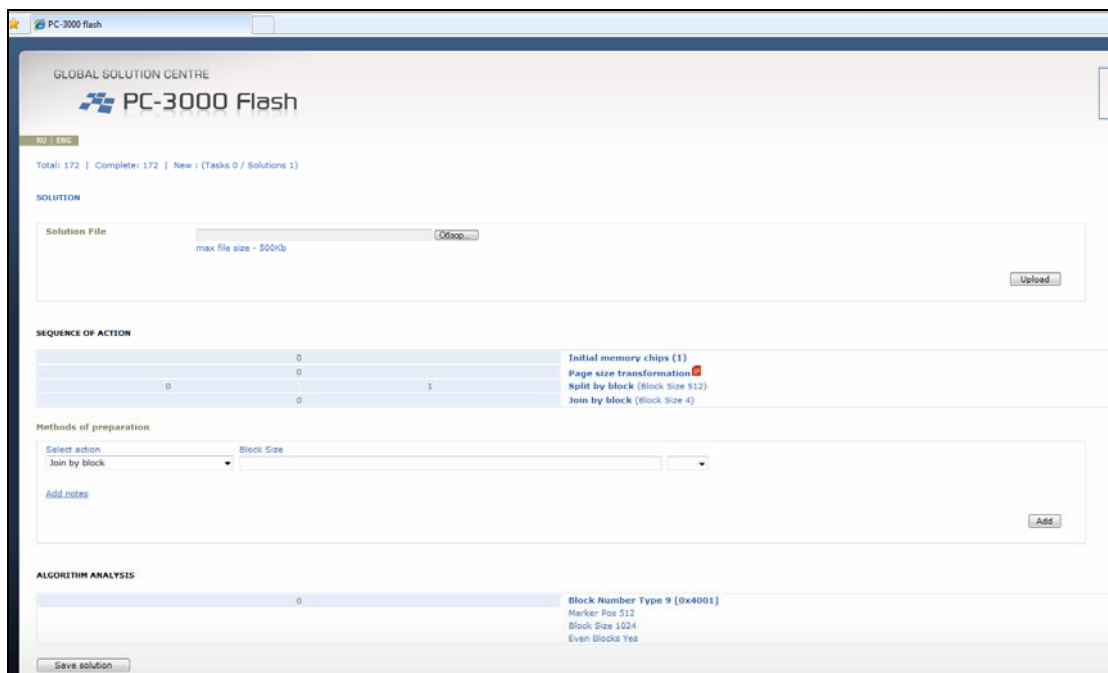 PC-3000 flash
GLOBAL SOLUTION CENTRE
PC-3000 Flash
RU | ENG
Total: 172 | Complete: 172 | New : (Tasks 0 / Solutions 1)
SOLUTION
Solution File
Обзор...
max file size - 500Kb
Upload
SEQUENCE OF ACTION
0 Initial memory chips (1)
0 Page size transformation
0 1 Split by block (Block Size 512)
0 Join by block (Block Size 4)
Methods of preparation
Select action Block Size
Join by block
Add notes
Add
ALGORITHM ANALYSIS
0 Block Number Type 9 [0x4001]
Marker Pos 512
Block Size 1024
Even Blocks Yes
Save solution